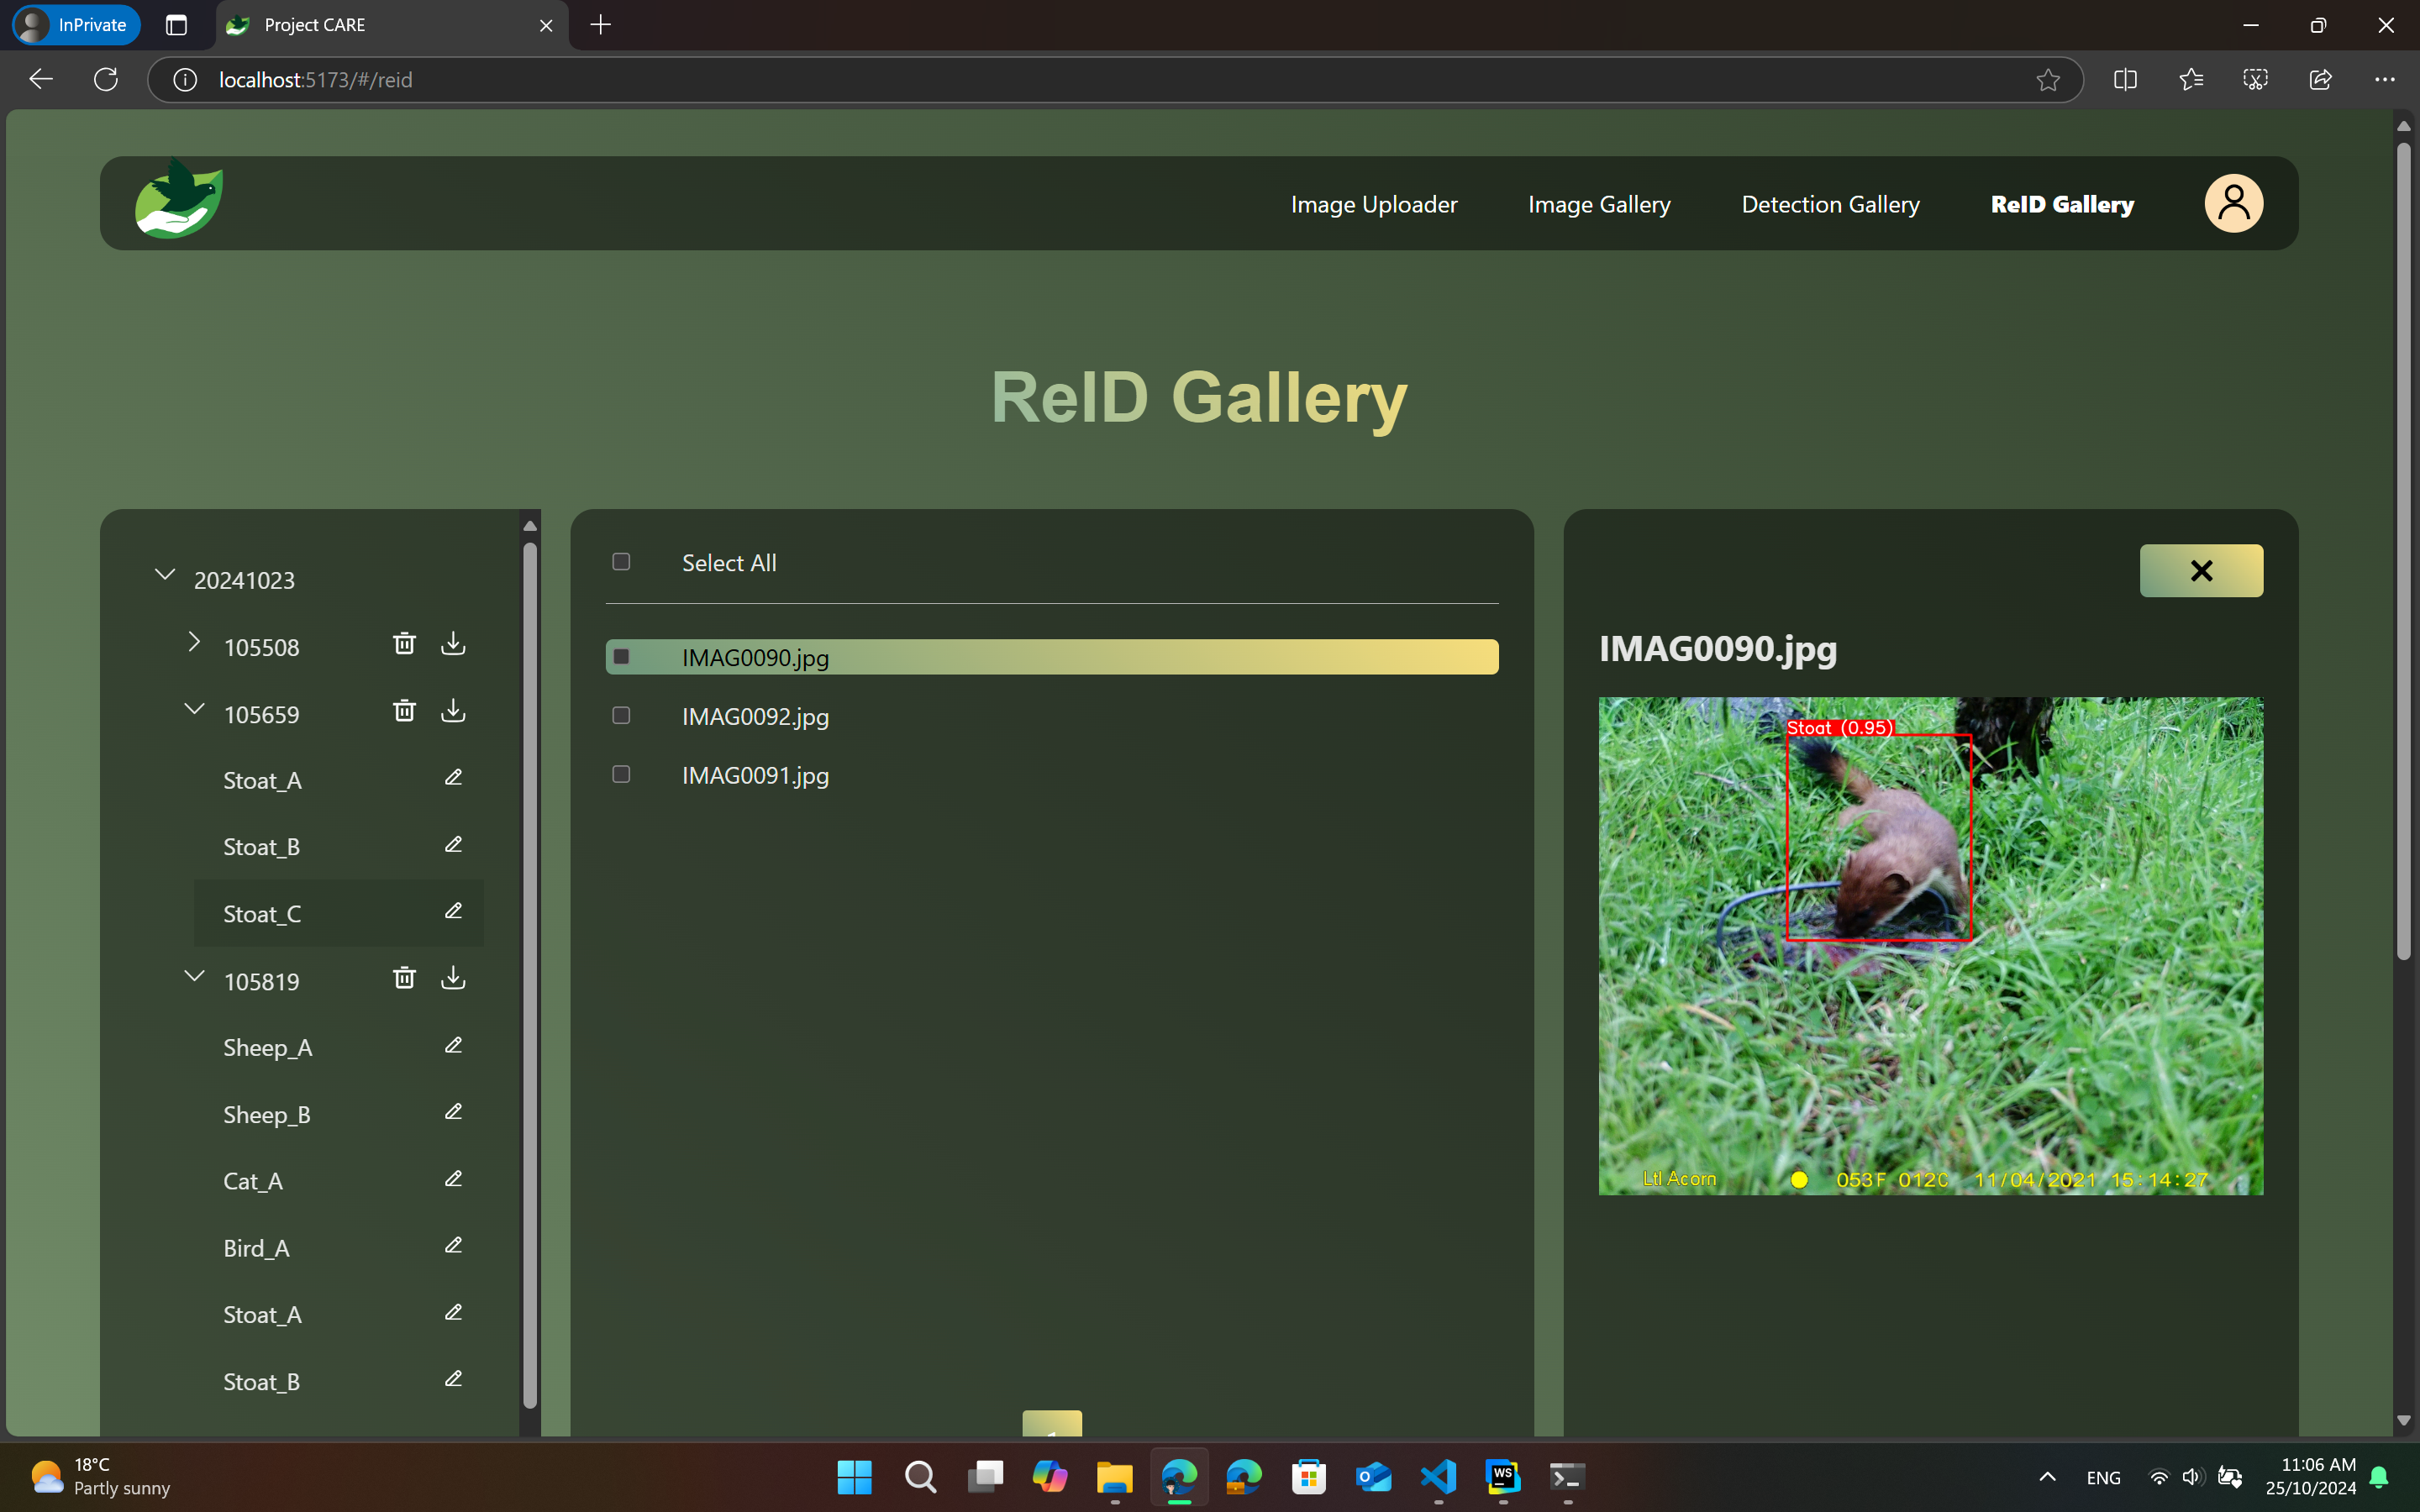 InPrivate
Project CARE
localhost:5173/#/reid
Image Uploader
Image Gallery
Detection Gallery
ReID Gallery
ReID Gallery
20241023
105508
105659
Stoat_A
Stoat_B
Stoat_C
105819
Sheep_A
Sheep_B
Cat_A
Bird_A
Stoat_A
Stoat_B
Select All
IMAG0090.jpg
IMAG0092.jpg
IMAG0091.jpg
IMAG0090.jpg
Stoat (0.95)
Ltl Acorn 053F 012C 11/04/2021 15:14:27
18°C
Partly sunny
WS
ENG
11:06 AM
25/10/2024